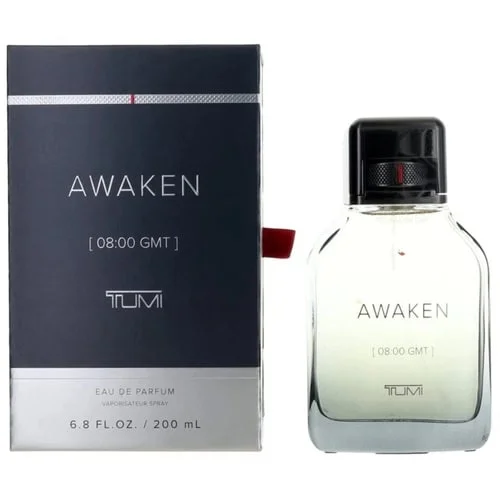 AWAKEN
[ 08:00 GMT ]
TUMI
EAU DE PARFUM
VAPORISATEUR SPRAY
6.8 FL.OZ. / 200 mL
AWAKEN
[ 08:00 GMT ]
TUMI